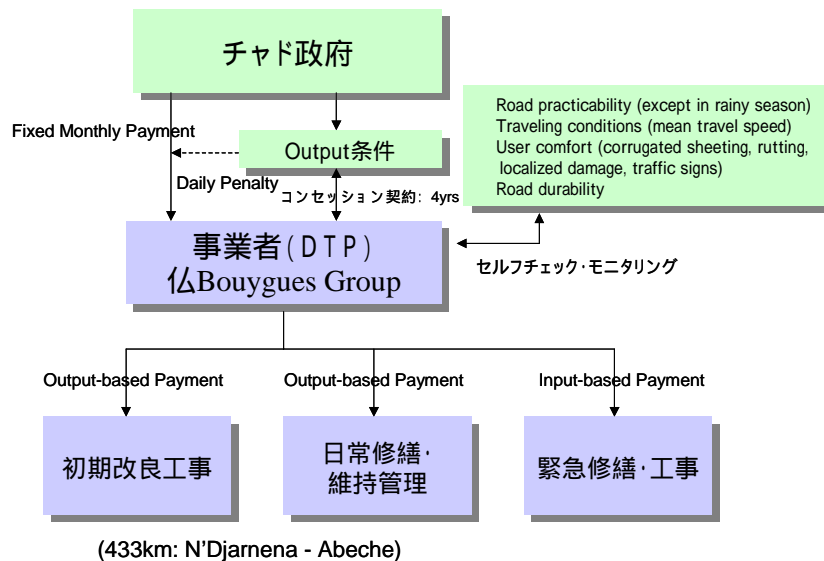 チャド政府
Fixed Monthly Payment
Output条件
Daily Penalty
コンセッション契約: 4yrs
Road practicability (except in rainy season)
Traveling conditions (mean travel speed)
User comfort (corrugated sheeting, rutting,
localized damage, traffic signs)
Road durability
事業者(DTP)
仏Bouygues Group
セルフチェック・モニタリング
Output-based Payment
Output-based Payment
Input-based Payment
初期改良工事
日常修繕・
維持管理
緊急修繕・工事
(433km: N'Djarnena - Abeche)